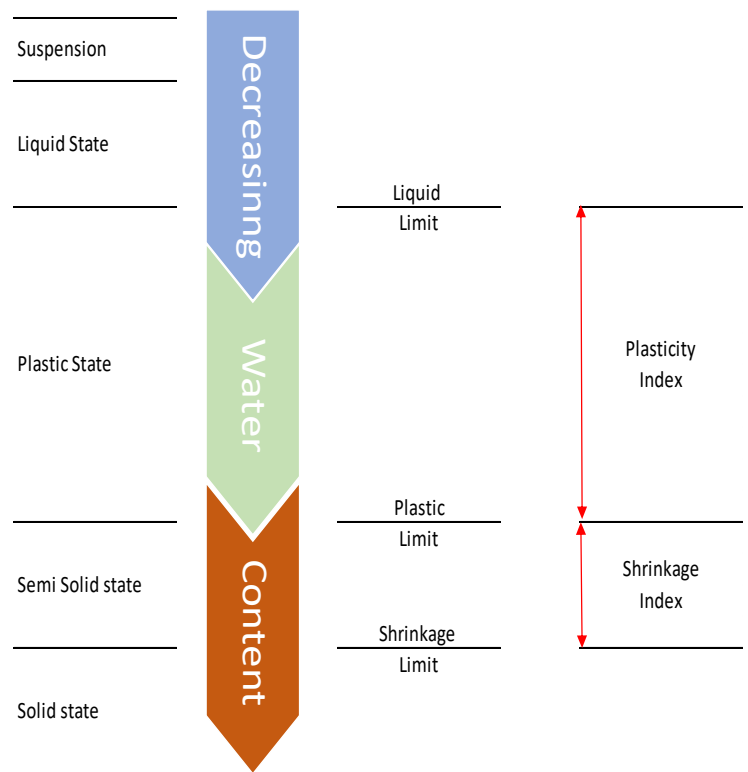 Suspension
Liquid State
Plastic State
Semi Solid state
Solid state
Decreasinng
Water
Content
Liquid
Limit
Plastic
Limit
Shrinkage
Limit
Plasticity
Index
Shrinkage
Index